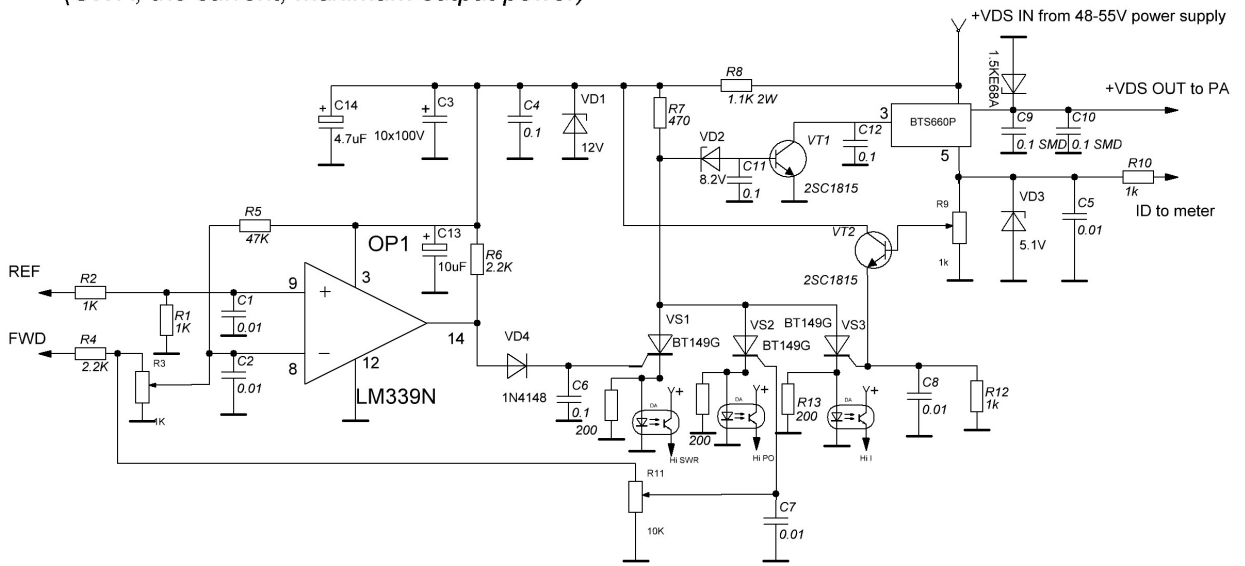 +VDS IN from 48-55V power supply
R8
1.1K 2W
1.5KE68A
+VDS OUT to PA
+
C14
4.7uF
+
C3
10x100V
C4
0.1
VD1
12V
R7
470
VD2
8.2V
C11
0.1
VT1
2SC1815
C12
0.1
3
BTS660P
5
C9
0.1 SMD
C10
0.1 SMD
R10
1k
ID to meter
R9
1k
VD3
5.1V
C5
0.01
VT2
2SC1815
R5
47K
OP1
C13
10uF
R6
2.2K
3
REF
R2
1K
R1
1K
C1
0.01
9
+
14
FWD
R4
2.2K
R3
1K
C2
0.01
8
−
12
LM339N
VD4
1N4148
C6
0.1
VS1
BT149G
VS2
BT149G
BT149G
VS3
200
DA
Y+
Hi SWR
200
DA
Y+
Hi PO
R13
200
DA
Y+
Hi I
C8
0.01
R12
1k
R11
10K
C7
0.01